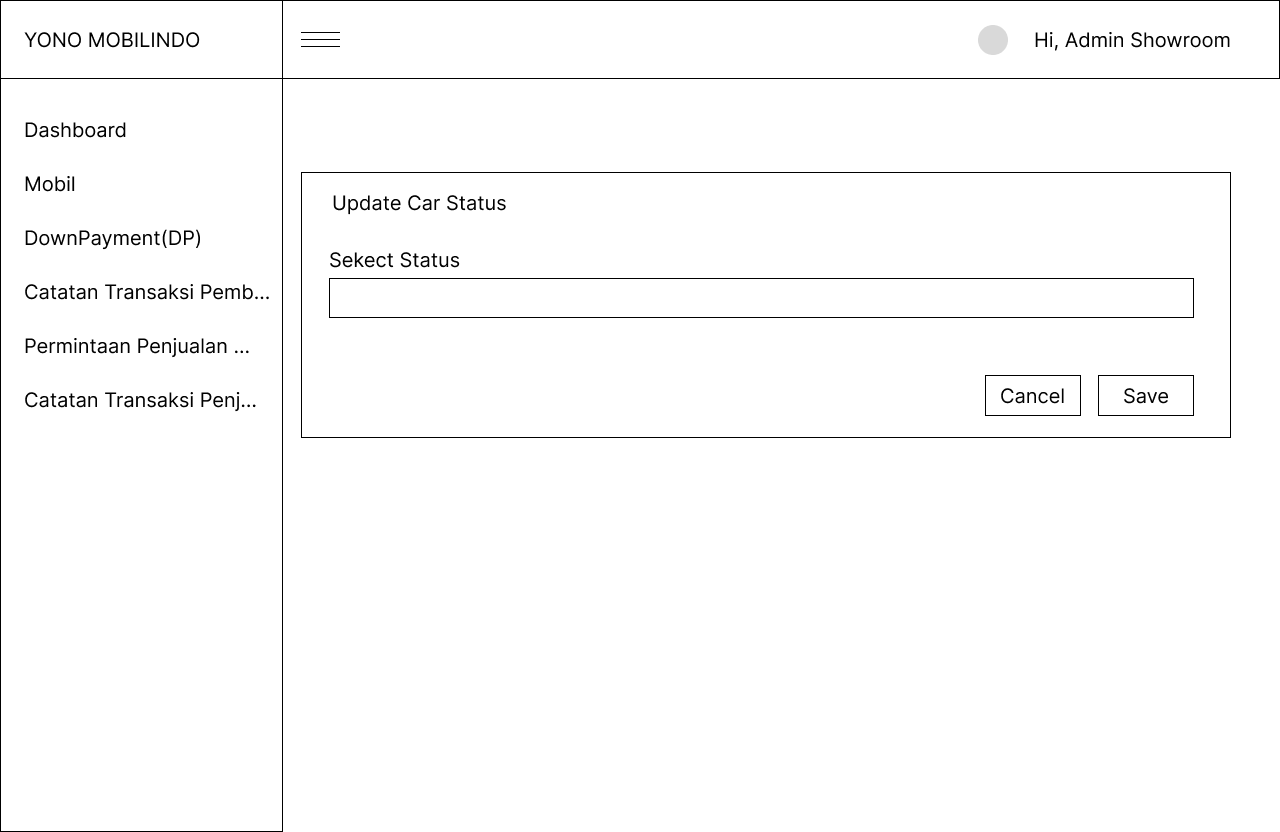 YONO MOBILINDO
Hi, Admin Showroom
Dashboard
Mobil
DownPayment(DP)
Catatan Transaksi Pemb...
Permintaan Penjualan ...
Catatan Transaksi Penj...
Update Car Status
Sekect Status
Cancel
Save